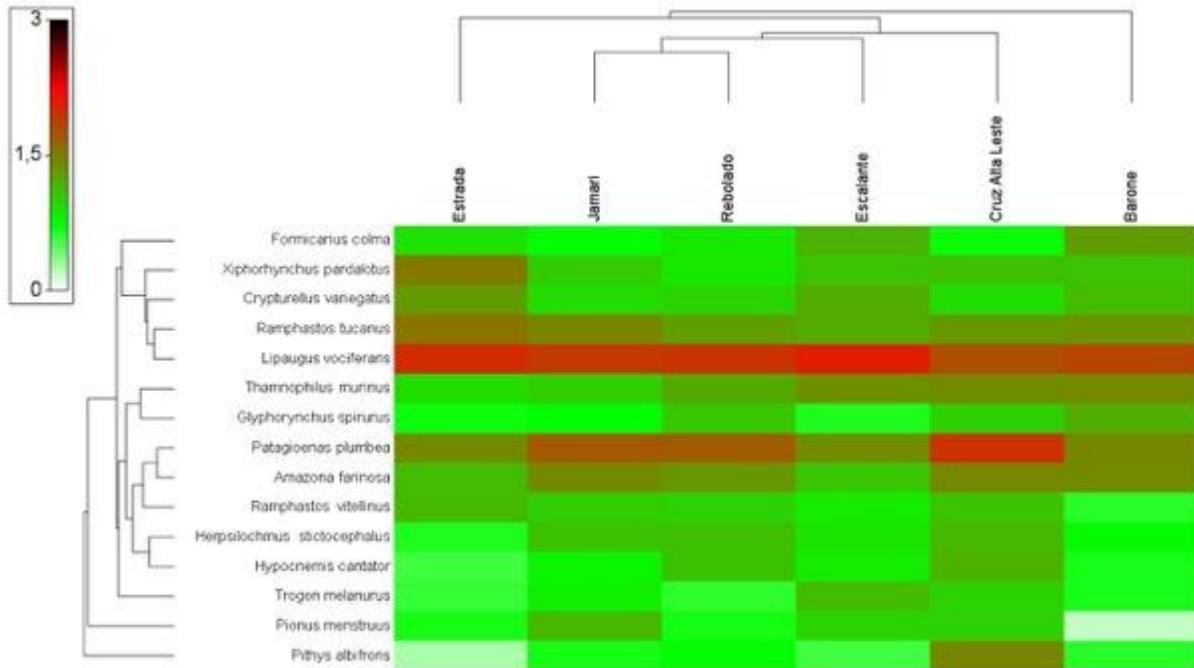 3
1,5
0
Estrada
Jamari
Rebolado
Escalante
Cruz Alta Leste
Barone
Formicarius colma
Xiphorhynchus pardalotus
Crypturellus variegatus
Ramphastos tucanus
Lipaugus vociferans
Thamnophilus murinus
Glyphorynchus spirurus
Patagioenas plumbea
Amazona farinosa
Ramphastos vitellinus
Herpsilochmus stictocephalus
Hypocnemis cantator
Trogon melanurus
Pionus menstruus
Pithys albifrons